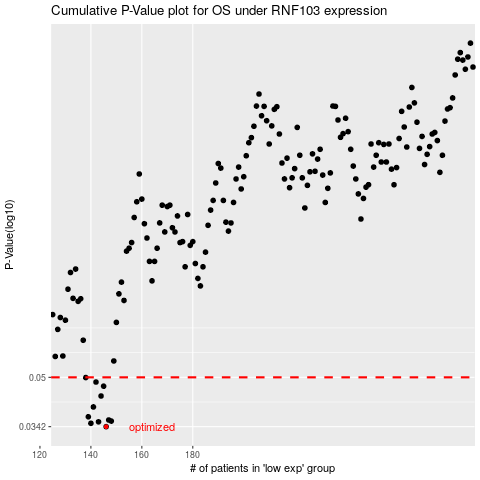 Cumulative P-Value plot for OS under RNF103 expression
P-Value(log10)
0.05
0.0342
optimized
120 140 160 180
# of patients in 'low exp' group